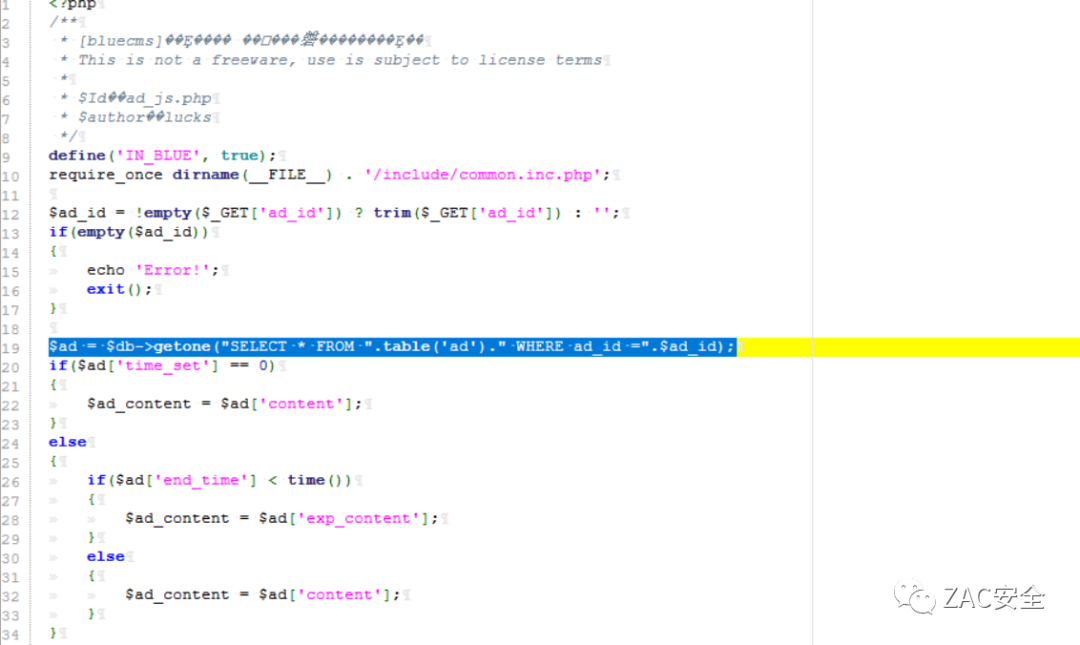 1 <?php
2 /**
3 * [bluecms]
4 * This is not a freeware, use is subject to license terms
5 *
6 * $Id��ad_js.php
7 * $author��lucks
8 */
9 define('IN_BLUE', true);
10 require_once dirname(__FILE__) . '/include/common.inc.php';
11
12 $ad_id = !empty($_GET['ad_id']) ? trim($_GET['ad_id']) : '';
13 if(empty($ad_id))
14 {
15 echo 'Error!';
16 exit();
17 }
18
19 $ad = $db->getone("SELECT * FROM ".table('ad')." WHERE ad_id =".$ad_id);
20 if($ad['time_set'] == 0)
21 {
22 $ad_content = $ad['content'];
23 }
24 else
25 {
26 if($ad['end_time'] < time())
27 {
28 $ad_content = $ad['exp_content'];
29 }
30 else
31 {
32 $ad_content = $ad['content'];
33 }
34 }
ZAC安全